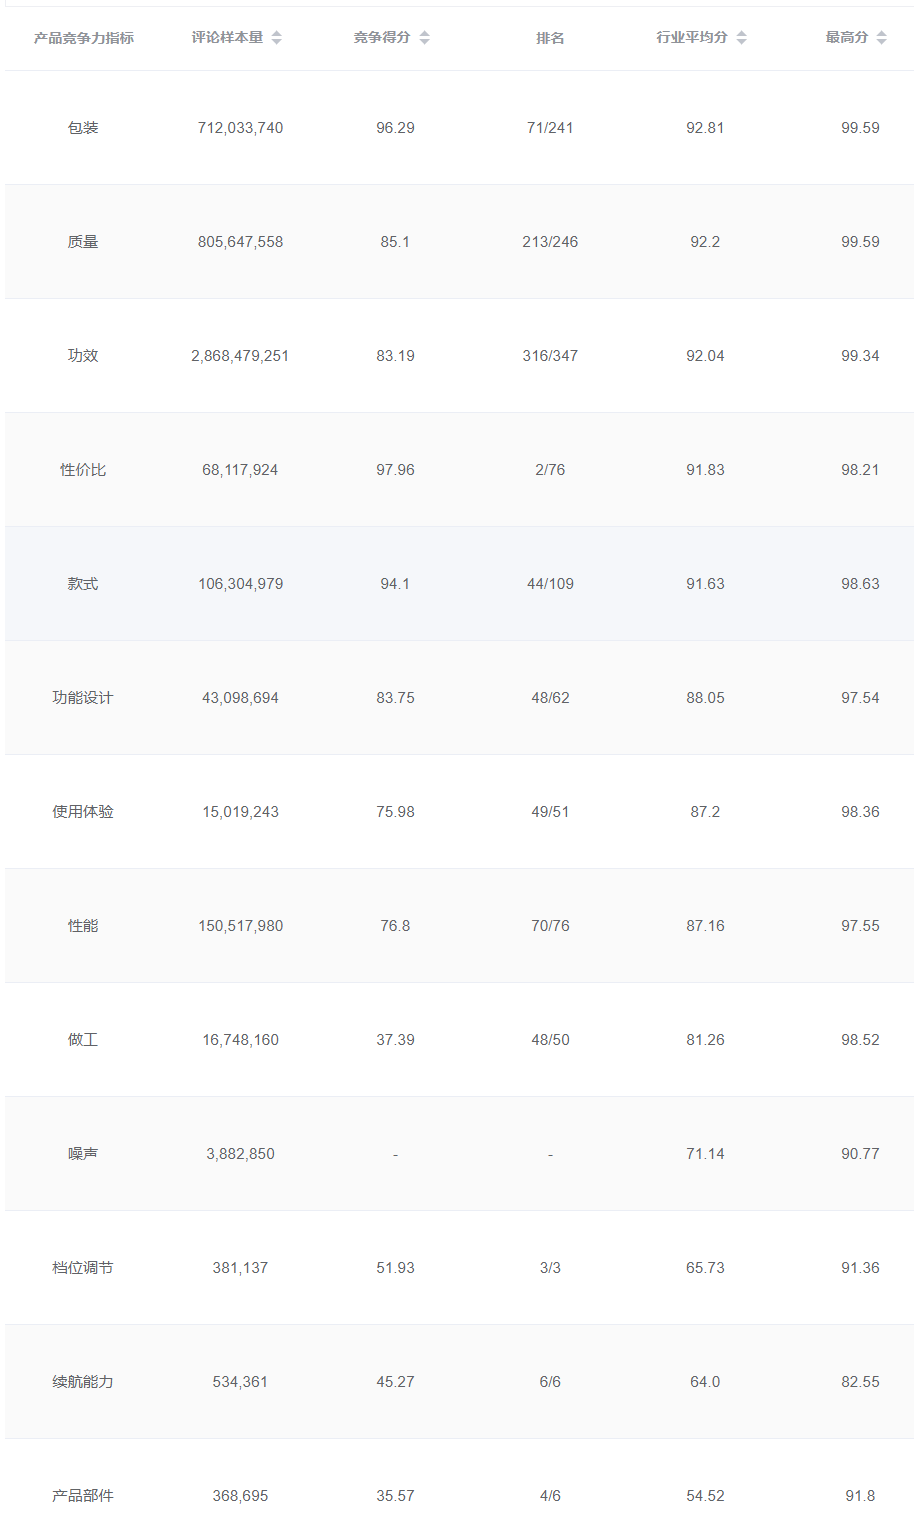 产品竞争力指标 评论样本量 竞争得分 排名 行业平均分 最高分
包装 712,033,740 96.29 71/241 92.81 99.59
质量 805,647,558 85.1 213/246 92.2 99.59
功效 2,868,479,251 83.19 316/347 92.04 99.34
性价比 68,117,924 97.96 2/76 91.83 98.21
款式 106,304,979 94.1 44/109 91.63 98.63
功能设计 43,098,694 83.75 48/62 88.05 97.54
使用体验 15,019,243 75.98 49/51 87.2 98.36
性能 150,517,980 76.8 70/76 87.16 97.55
做工 16,748,160 37.39 48/50 81.26 98.52
噪声 3,882,850 - - 71.14 90.77
档位调节 381,137 51.93 3/3 65.73 91.36
续航能力 534,361 45.27 6/6 64.0 82.55
产品部件 368,695 35.57 4/6 54.52 91.8